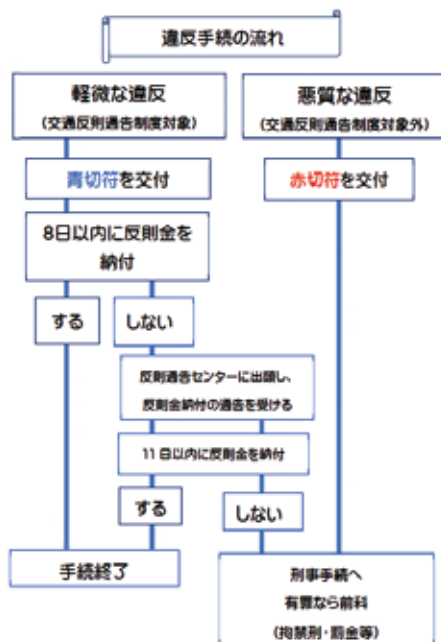 違反手続の流れ
軽微な違反
(交通反則通告制度対象)
悪質な違反
(交通反則通告制度対象外)
青切符を交付
赤切符を交付
8日以内に反則金を
納付
する
しない
反則通告センターに出頭し、
反則金納付の通告を受ける
11日以内に反則金を納付
する
しない
手続終了
刑事手続へ
有罪なら前科
(拘禁刑・罰金等)